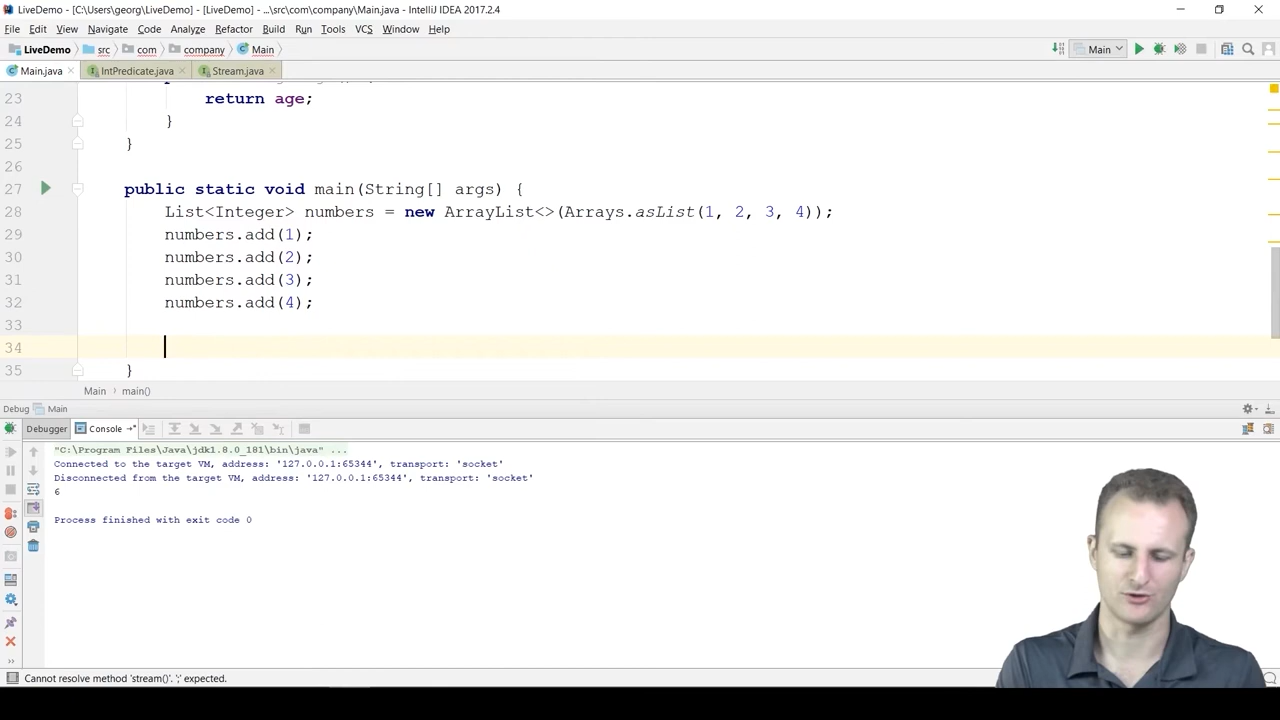 LiveDemo - [C:\Users\georg\LiveDemo] - [LiveDemo] - ...\src\com\company\Main.java - IntelliJ IDEA 2017.2.4
File Edit View Navigate Code Analyze Refactor Build Run Tools VCS Window Help
LiveDemo src com company Main Main
Main.java IntPredicate.java Stream.java
23 return age;
24 }
25 }
26
27 public static void main(String[] args) {
28 List<Integer> numbers = new ArrayList<>(Arrays.asList(1, 2, 3, 4));
29 numbers.add(1);
30 numbers.add(2);
31 numbers.add(3);
32 numbers.add(4);
33
34
35 }
Main main()
Debug Main
Debugger Console
"C:\Program Files\Java\jdk1.8.0_181\bin\java" ...
Connected to the target VM, address: '127.0.0.1:65344', transport: 'socket'
Disconnected from the target VM, address: '127.0.0.1:65344', transport: 'socket'
6
Process finished with exit code 0
Cannot resolve method 'stream()'. ';' expected.